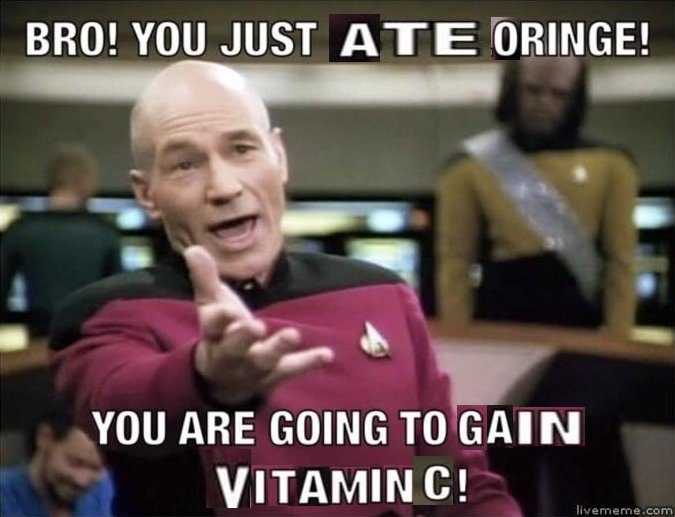 BRO! YOU JUST ATE ORINGE!
YOU ARE GOING TO GAIN
VITAMIN C!
livememe.com